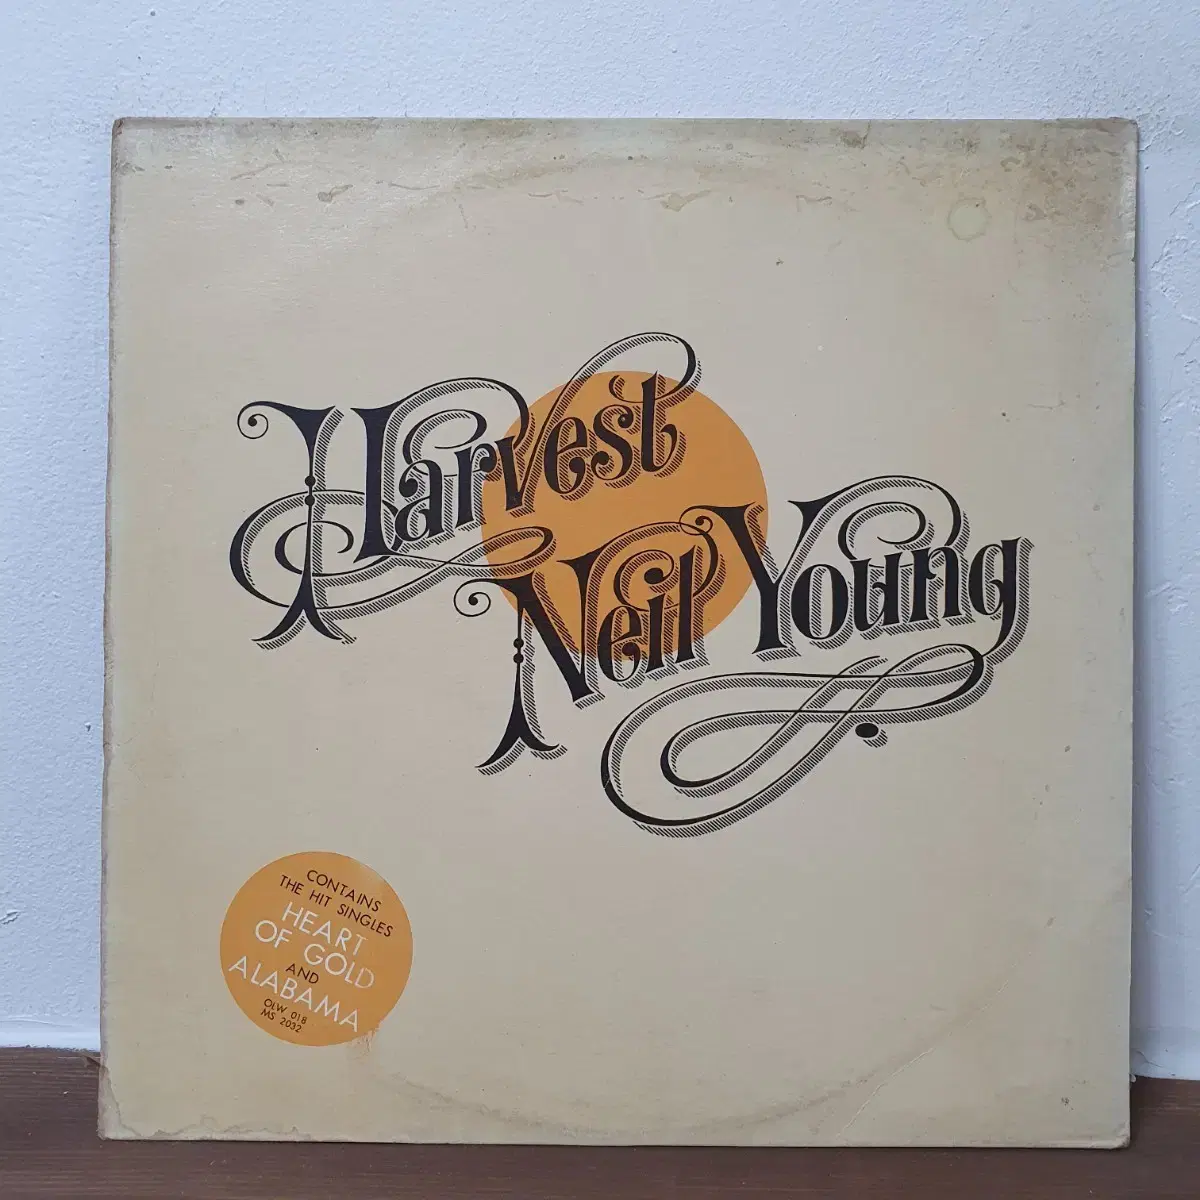 Harvest
Neil Young
CONTAINS
THE HIT SINGLES
HEART
OF GOLD
AND
ALABAMA
OLW 018
MS 2032